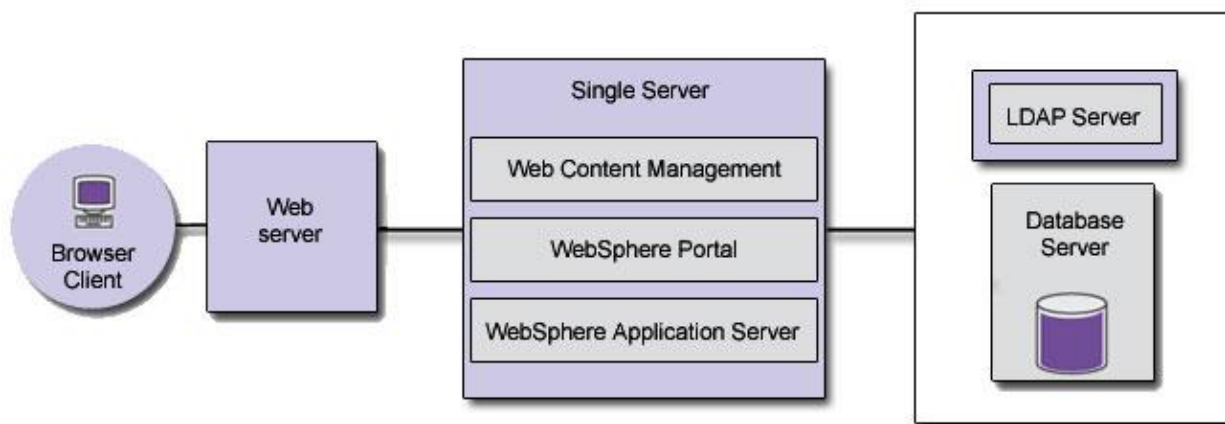 Browser
Client
Web
server
Single Server
Web Content Management
WebSphere Portal
WebSphere Application Server
LDAP Server
Database
Server